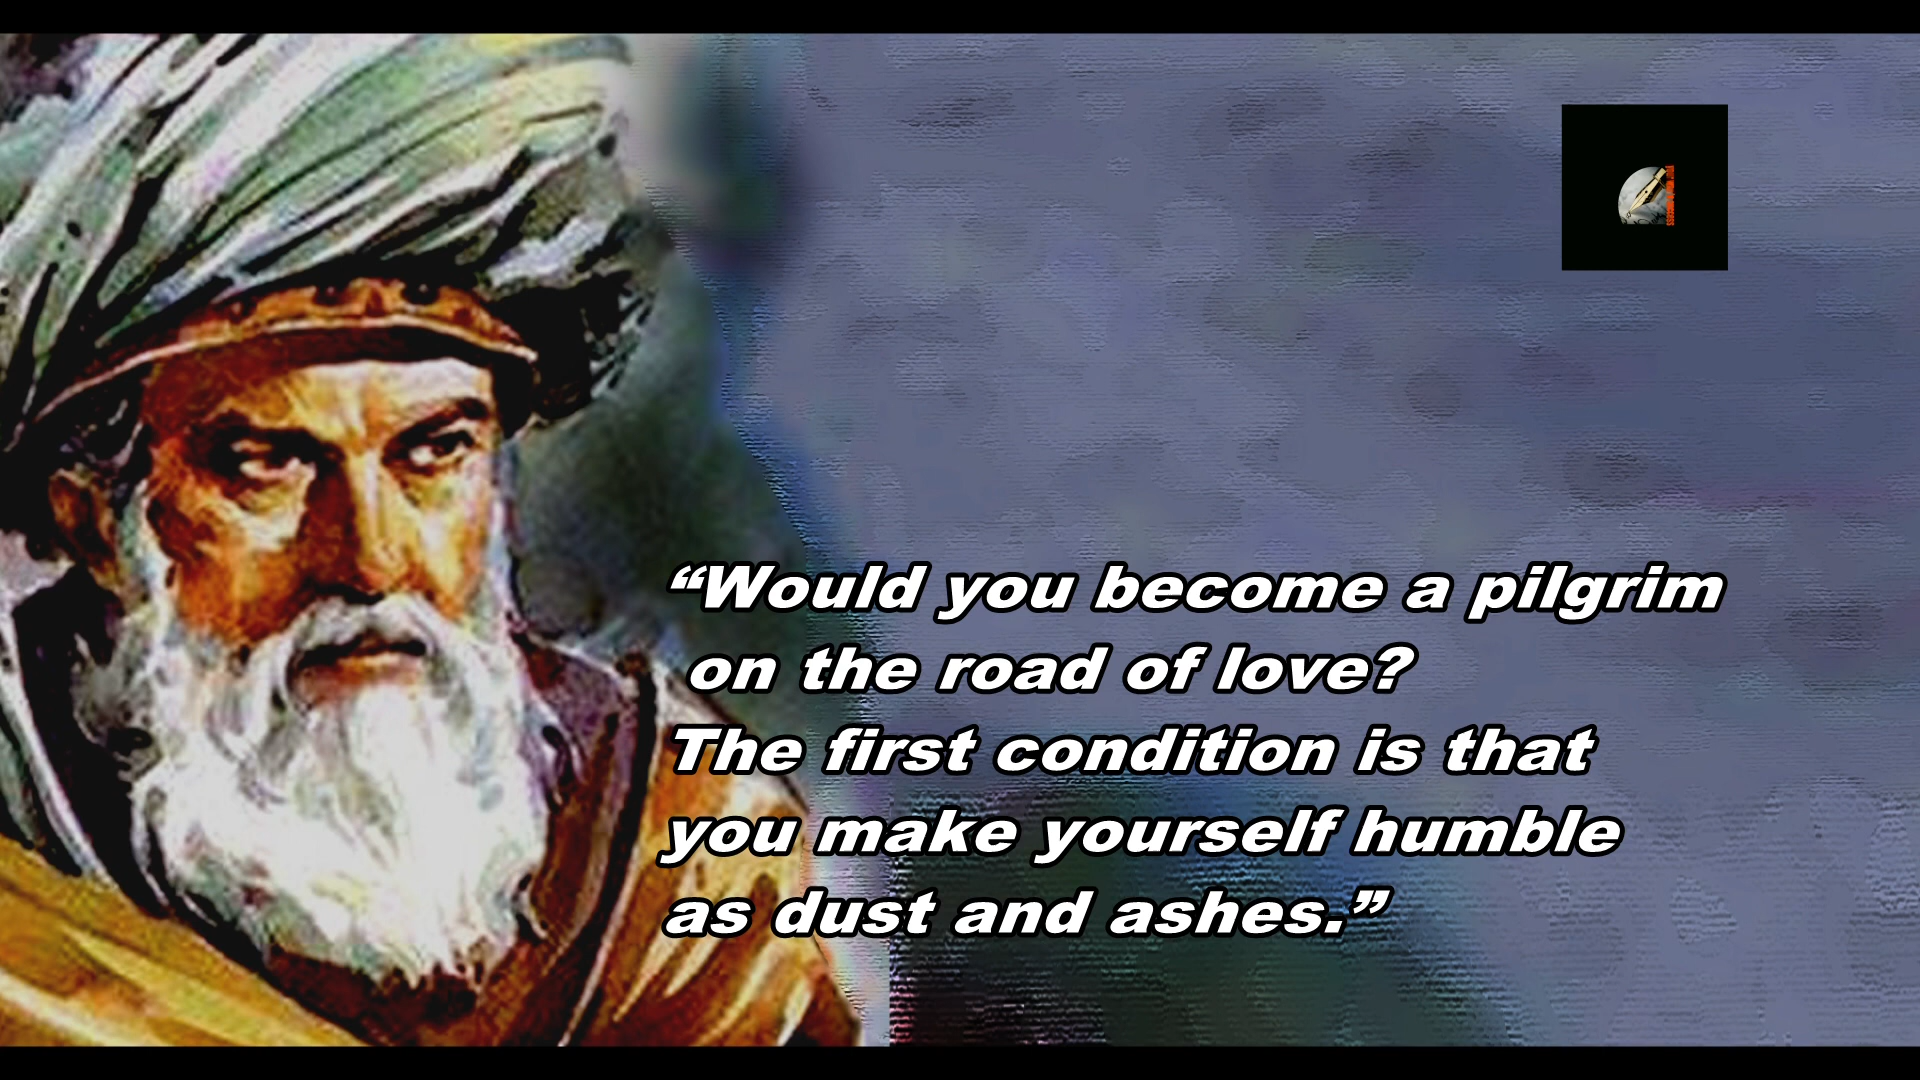 “Would you become a pilgrim
on the road of love?
The first condition is that
you make yourself humble
as dust and ashes.”